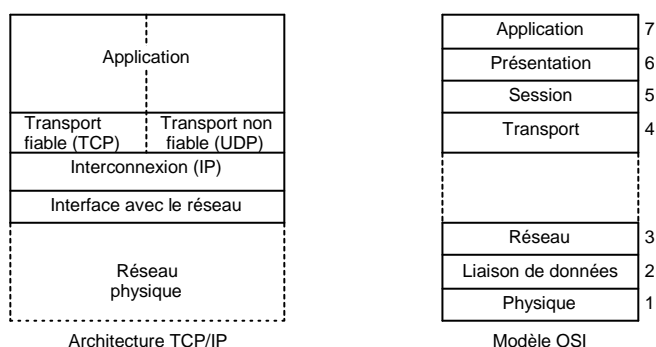 Application
Transport
fiable (TCP)
Transport non
fiable (UDP)
Interconnexion (IP)
Interface avec le réseau
Réseau
physique
Architecture TCP/IP
Application 7
Présentation 6
Session 5
Transport 4
Réseau 3
Liaison de données 2
Physique 1
Modèle OSI